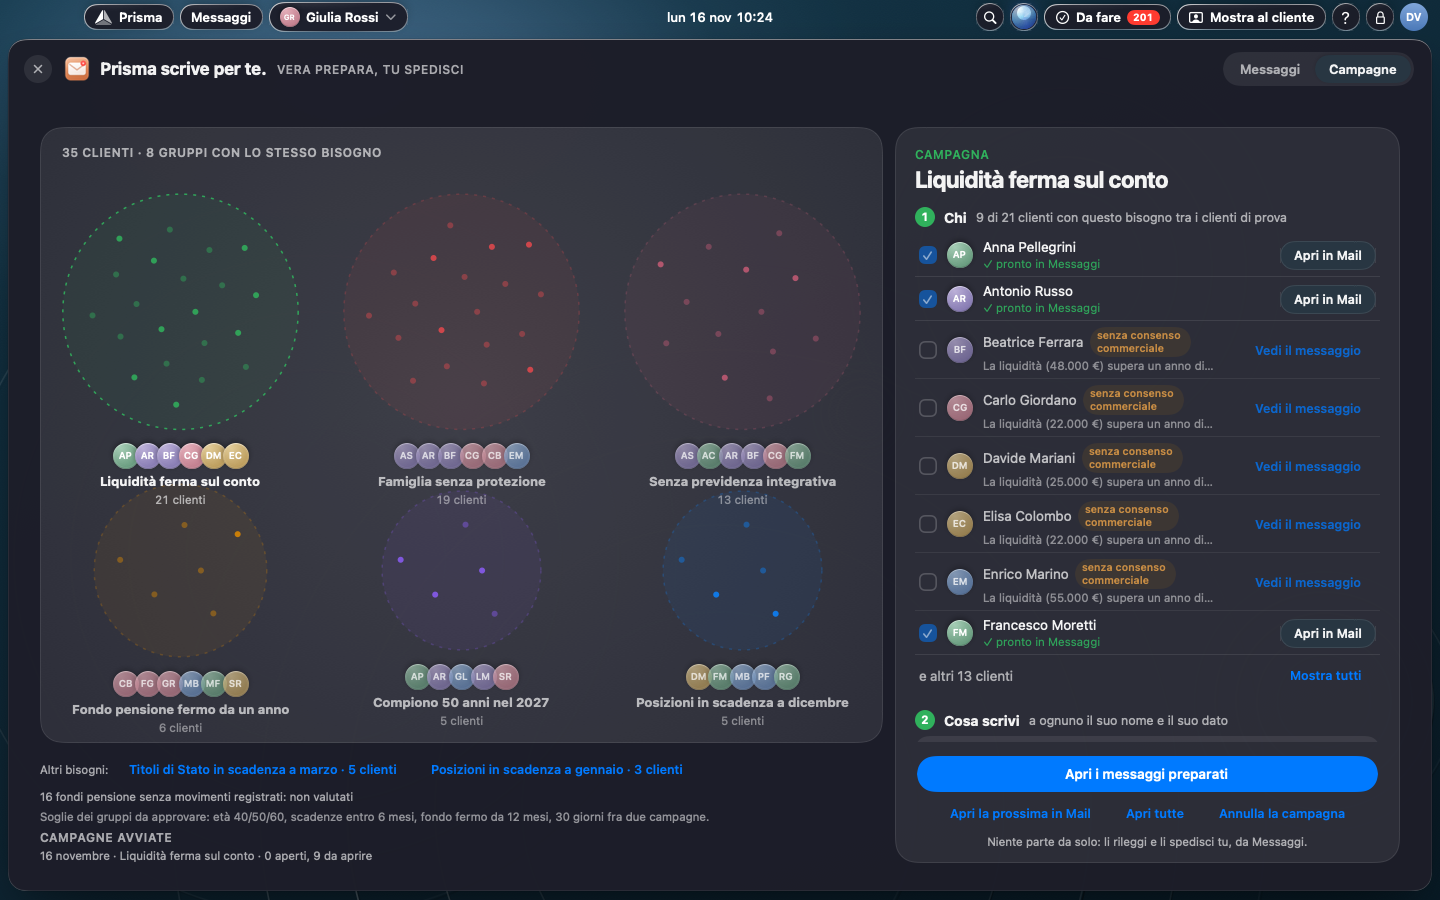 Prisma
Messaggi
GR Giulia Rossi
lun 16 nov 10:24
Da fare 201
Mostra al cliente
?
DV
Prisma scrive per te. VERA PREPARA, TU SPEDISCI
Messaggi
Campagne
35 CLIENTI · 8 GRUPPI CON LO STESSO BISOGNO
AP AR BF CG DM EC
Liquidità ferma sul conto
21 clienti
AS AR BF CG CB EM
Famiglia senza protezione
19 clienti
AS AC AR BF CG FM
Senza previdenza integrativa
13 clienti
CB FG GR MB MF SR
Fondo pensione fermo da un anno
6 clienti
AP AR GL LM SR
Compiono 50 anni nel 2027
5 clienti
DM FM MB PF RG
Posizioni in scadenza a dicembre
5 clienti
Altri bisogni: Titoli di Stato in scadenza a marzo · 5 clienti Posizioni in scadenza a gennaio · 3 clienti
16 fondi pensione senza movimenti registrati: non valutati
Soglie dei gruppi da approvare: età 40/50/60, scadenze entro 6 mesi, fondo fermo da 12 mesi, 30 giorni fra due campagne.
CAMPAGNE AVVIATE
16 novembre · Liquidità ferma sul conto · 0 aperti, 9 da aprire
CAMPAGNA
Liquidità ferma sul conto
1 Chi 9 di 21 clienti con questo bisogno tra i clienti di prova
AP Anna Pellegrini
✓ pronto in Messaggi
Apri in Mail
AR Antonio Russo
✓ pronto in Messaggi
Apri in Mail
BF Beatrice Ferrara
senza consenso
commerciale
La liquidità (48.000 €) supera un anno di…
Vedi il messaggio
CG Carlo Giordano
senza consenso
commerciale
La liquidità (22.000 €) supera un anno di…
Vedi il messaggio
DM Davide Mariani
senza consenso
commerciale
La liquidità (25.000 €) supera un anno di…
Vedi il messaggio
EC Elisa Colombo
senza consenso
commerciale
La liquidità (22.000 €) supera un anno di…
Vedi il messaggio
EM Enrico Marino
senza consenso
commerciale
La liquidità (55.000 €) supera un anno di…
Vedi il messaggio
FM Francesco Moretti
✓ pronto in Messaggi
Apri in Mail
e altri 13 clienti
Mostra tutti
2 Cosa scrivi a ognuno il suo nome e il suo dato
Apri i messaggi preparati
Apri la prossima in Mail
Apri tutte
Annulla la campagna
Niente parte da solo: li rileggi e li spedisci tu, da Messaggi.